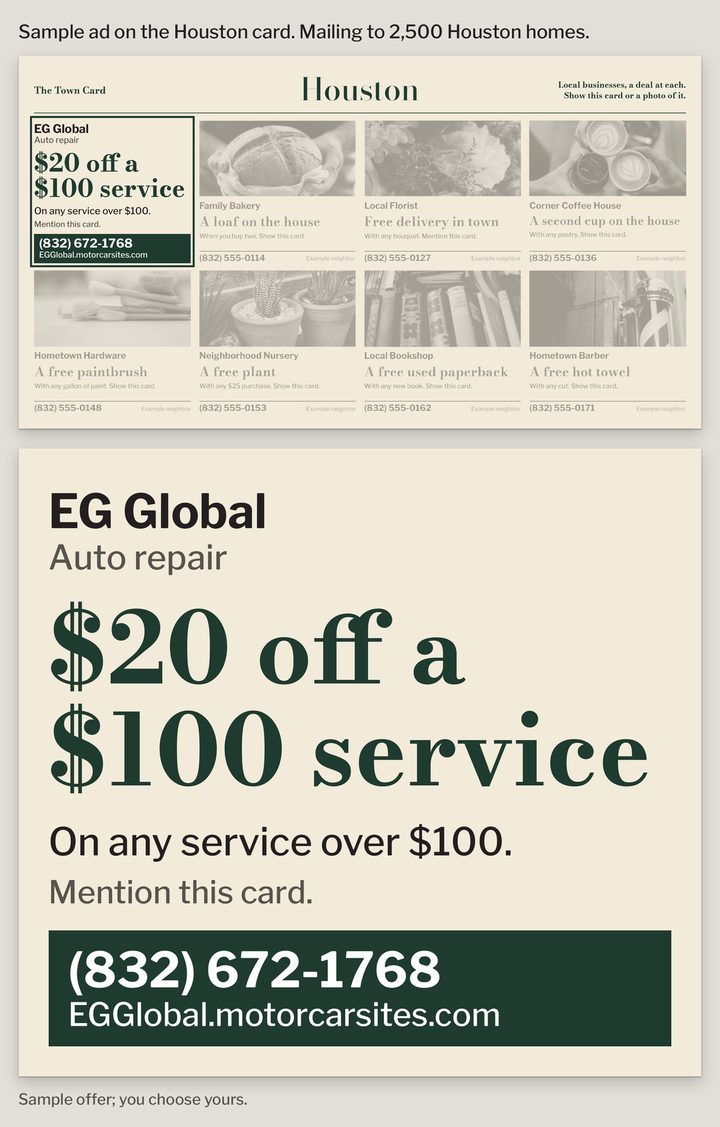 Sample ad on the Houston card. Mailing to 2,500 Houston homes.
The Town Card
Houston
Local businesses, a deal at each.
Show this card or a photo of it.
EG Global
Auto repair
$20 off a
$100 service
On any service over $100.
Mention this card.
(832) 672-1768
EGGlobal.motorcarsites.com
Family Bakery
A loaf on the house
When you buy two. Show this card.
(832) 555-0114 Example neighbor
Local Florist
Free delivery in town
With any bouquet. Mention this card.
(832) 555-0127 Example neighbor
Corner Coffee House
A second cup on the house
With any pastry. Show this card.
(832) 555-0136 Example neighbor
Hometown Hardware
A free paintbrush
With any gallon of paint. Show this card.
(832) 555-0148 Example neighbor
Neighborhood Nursery
A free plant
With any $25 purchase. Show this card.
(832) 555-0153 Example neighbor
Local Bookshop
A free used paperback
With any new book. Show this card.
(832) 555-0162 Example neighbor
Hometown Barber
A free hot towel
With any cut. Show this card.
(832) 555-0171 Example neighbor
EG Global
Auto repair
$20 off a
$100 service
On any service over $100.
Mention this card.
(832) 672-1768
EGGlobal.motorcarsites.com
Sample offer; you choose yours.